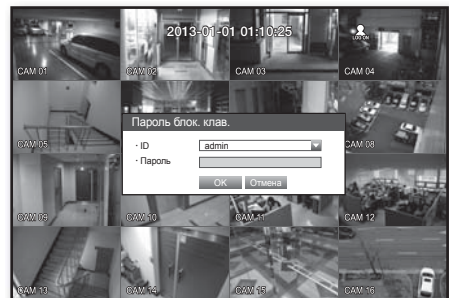 2013-01-01 01:10:25
LOG ON
CAM 01
CAM 02
CAM 03
CAM 04
Пароль блок. клав.
· ID admin
· Пароль
OK Отмена
CAM 05
CAM 08
CAM 09
CAM 10
CAM 11
CAM 12
CAM 13
CAM 14
CAM 15
CAM 16